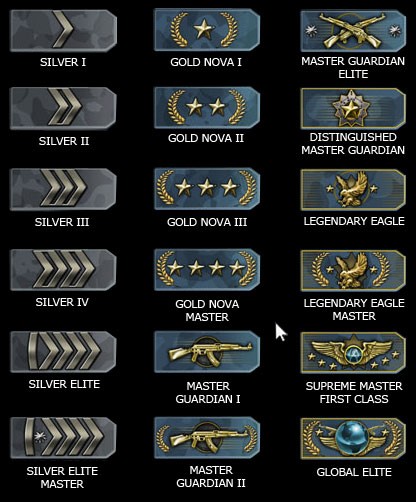 SILVER I
GOLD NOVA I
MASTER GUARDIAN
ELITE
SILVER II
GOLD NOVA II
DISTINGUISHED
MASTER GUARDIAN
SILVER III
GOLD NOVA III
LEGENDARY EAGLE
SILVER IV
GOLD NOVA
MASTER
LEGENDARY EAGLE
MASTER
SILVER ELITE
MASTER
GUARDIAN I
SUPREME MASTER
FIRST CLASS
SILVER ELITE
MASTER
MASTER
GUARDIAN II
GLOBAL ELITE